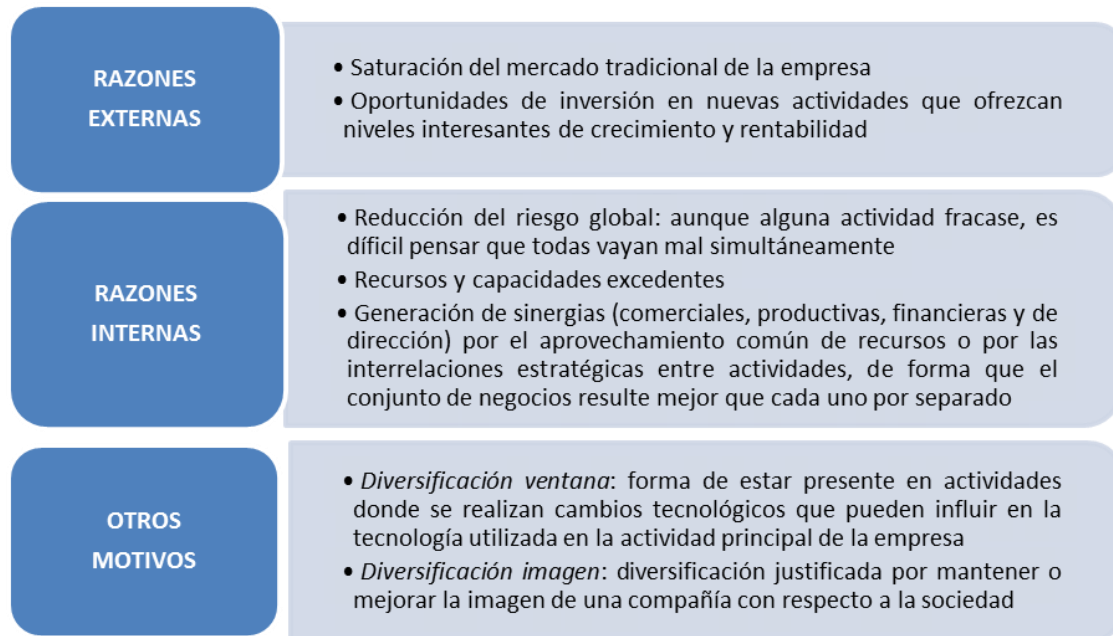 RAZONES
EXTERNAS
• Saturación del mercado tradicional de la empresa
• Oportunidades de inversión en nuevas actividades que ofrezcan
niveles interesantes de crecimiento y rentabilidad
RAZONES
INTERNAS
• Reducción del riesgo global: aunque alguna actividad fracase, es
díficil pensar que todas vayan mal simultáneamente
• Recursos y capacidades excedentes
• Generación de sinergias (comerciales, productivas, financieras y de
dirección) por el aprovechamiento común de recursos o por las
interrelaciones estratégicas entre actividades, de forma que el
conjunto de negocios resulte mejor que cada uno por separado
OTROS
MOTIVOS
• Diversificación ventana: forma de estar presente en actividades
donde se realizan cambios tecnológicos que pueden influir en la
tecnología utilizada en la actividad principal de la empresa
• Diversificación imagen: diversificación justificada por mantener o
mejorar la imagen de una compañía con respecto a la sociedad